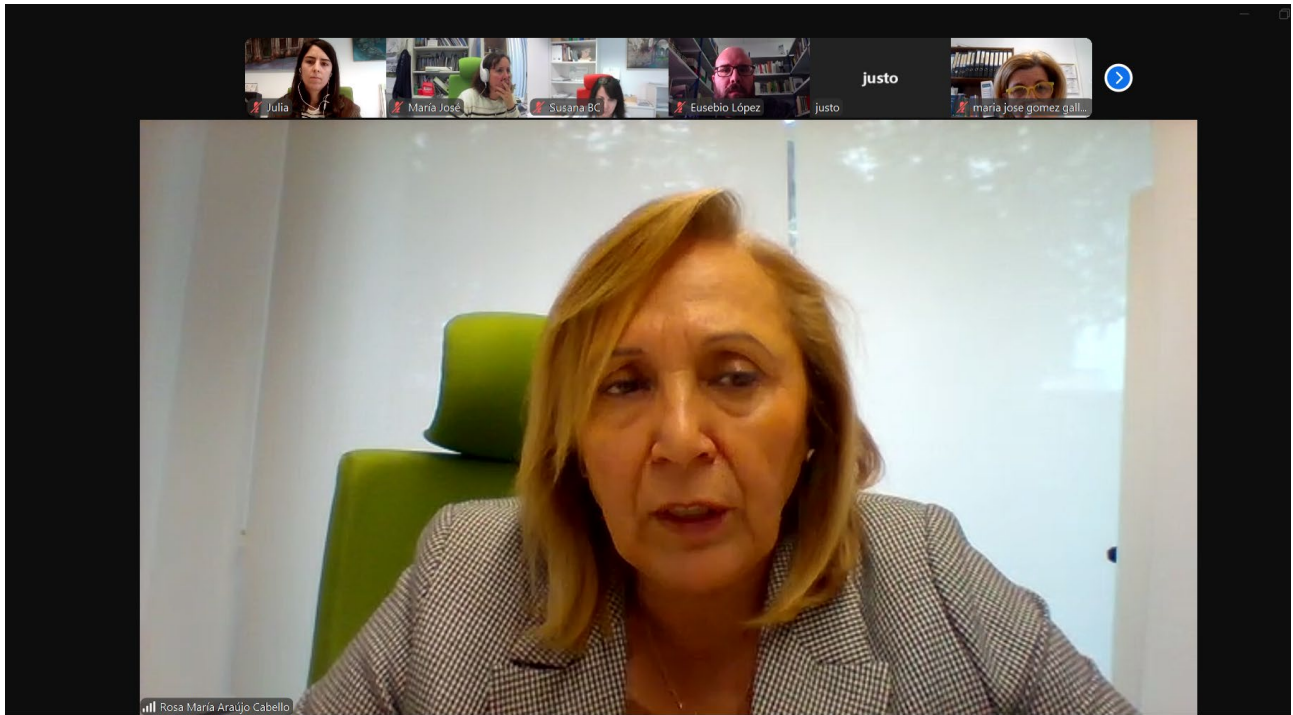 Julia
María José
Susana BC
Eusebio López
justo
justo
maria jose gomez gall...
Rosa María Araújo Cabello